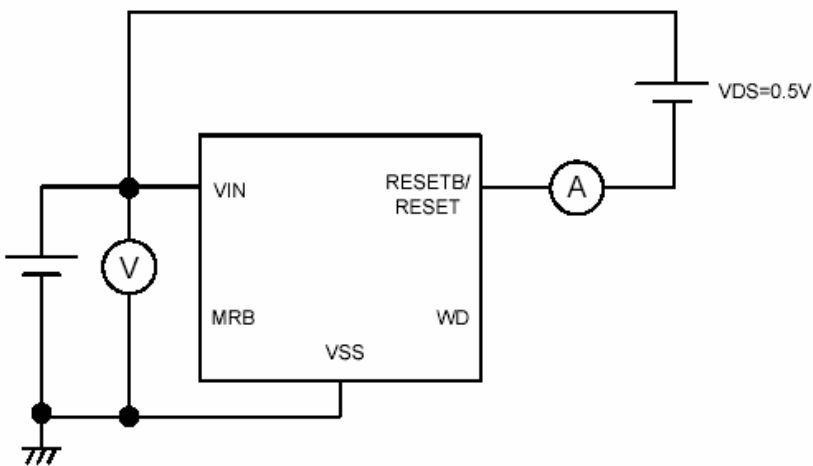 VDS=0.5V
VIN
RESETB/
RESET
A
V
MRB
WD
VSS